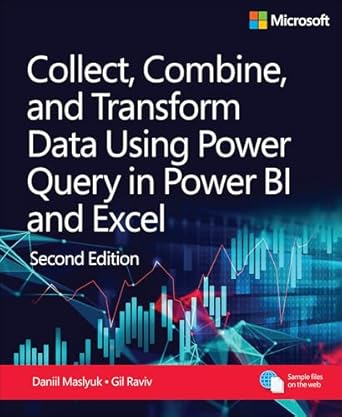 Microsoft
Collect, Combine,
and Transform
Data Using Power
Query in Power BI
and Excel
Second Edition
Daniil Maslyuk • Gil Raviv
Sample files
on the web